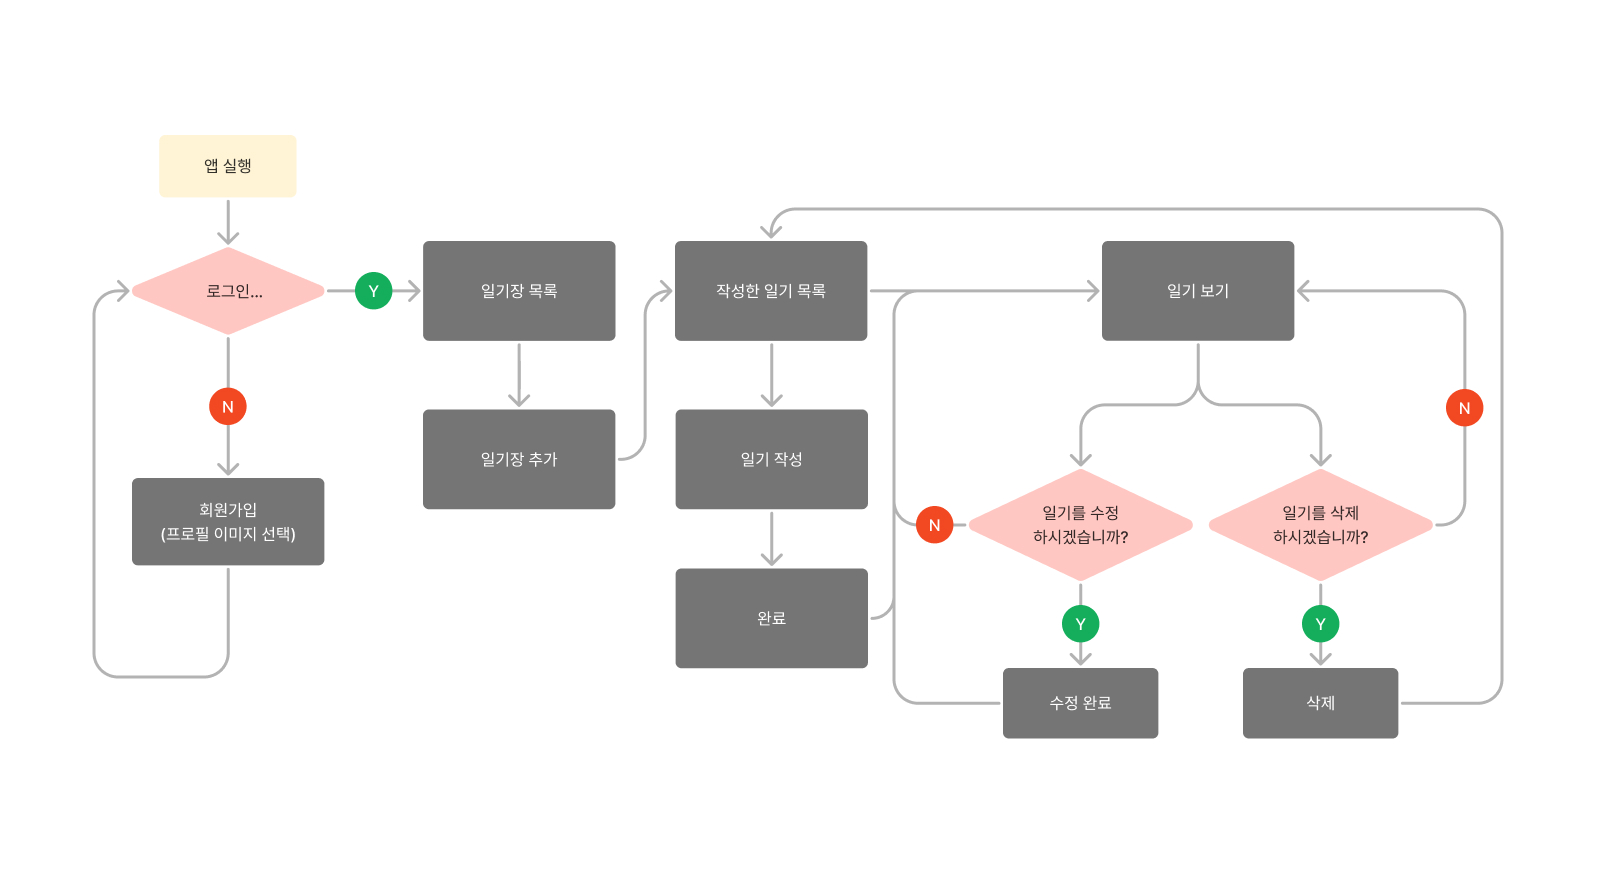 앱 실행
로그인...
Y
일기장 목록
작성한 일기 목록
일기 보기
N
N
일기장 추가
일기 작성
회원가입
(프로필 이미지 선택)
N
일기를 수정
하시겠습니까?
일기를 삭제
하시겠습니까?
완료
Y
Y
수정 완료
삭제